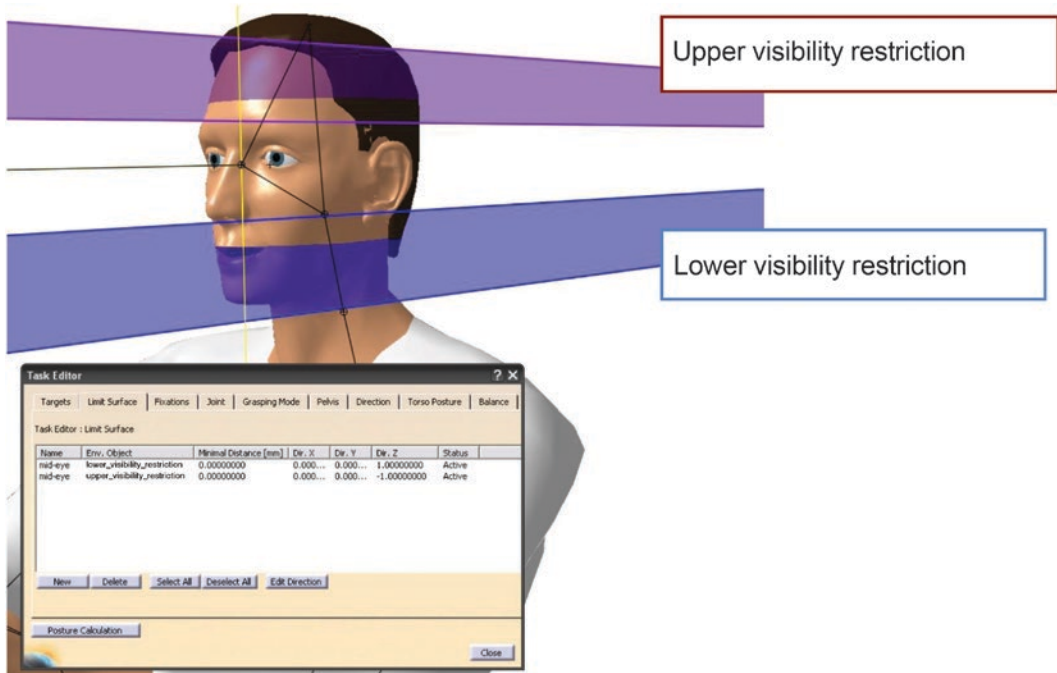 Upper visibility restriction
Lower visibility restriction
Task Editor ? X
Targets Limit Surface Fixations Joint Grasping Mode Pelvis Direction Torso Posture Balance
Task Editor : Limit Surface
Name Env. Object Minimal Distance [mm] Dir. X Dir. Y Dir. Z Status
mid-eye lower_visibility_restriction 0.00000000 0.000... 0.000... 1.00000000 Active
mid-eye upper_visibility_restriction 0.00000000 0.000... 0.000... -1.00000000 Active
New Delete Select All Deselect All Edit Direction
Posture Calculation
Close